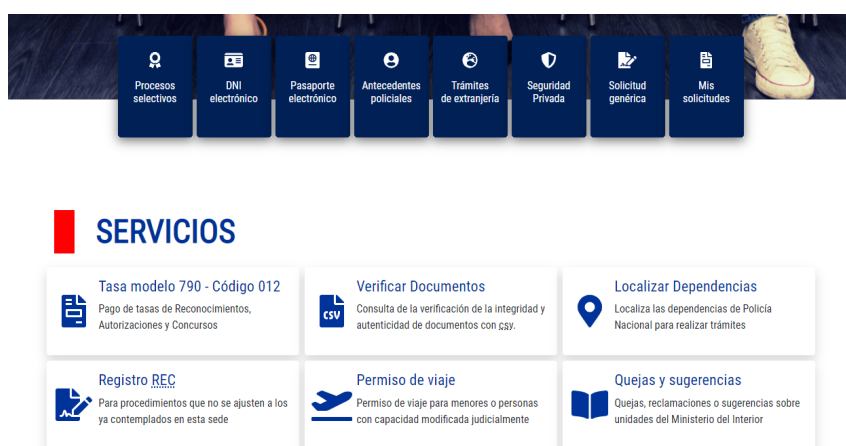 Procesos
selectivos
DNI
electrónico
Pasaporte
electrónico
Antecedentes
policiales
Trámites
de extranjería
Seguridad
Privada
Solicitud
genérica
Mis
solicitudes
SERVICIOS
Tasa modelo 790 - Código 012
Pago de tasas de Reconocimientos,
Autorizaciones y Concursos
CSV
Verificar Documentos
Consulta de la verificación de la integridad y
autenticidad de documentos con csv.
Localizar Dependencias
Localiza las dependencias de Policía
Nacional para realizar trámites
Registro REC
Para procedimientos que no se ajusten a los
ya contemplados en esta sede
Permiso de viaje
Permiso de viaje para menores o personas
con capacidad modificada judicialmente
Quejas y sugerencias
Quejas, reclamaciones o sugerencias sobre
unidades del Ministerio del Interior